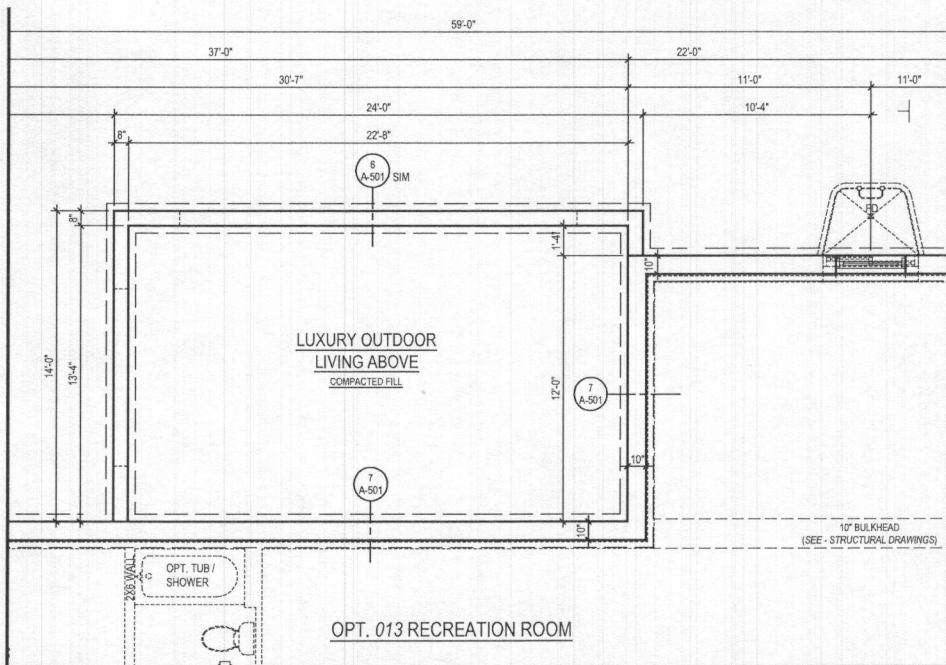 59'-0"
37'-0"
22'-0"
30'-7"
11'-0"
11'-0"
24'-0"
10'-4"
8"
22'-8"
6
A-501
SIM
8"
FD
1'-4"
10"
LUXURY OUTDOOR
LIVING ABOVE
COMPACTED FILL
14'-0"
13'-4"
12'-0"
7
A-501
10"
7
A-501
10"
10" BULKHEAD
(SEE - STRUCTURAL DRAWINGS)
2X6 WALL
OPT. TUB /
SHOWER
OPT. 013 RECREATION ROOM